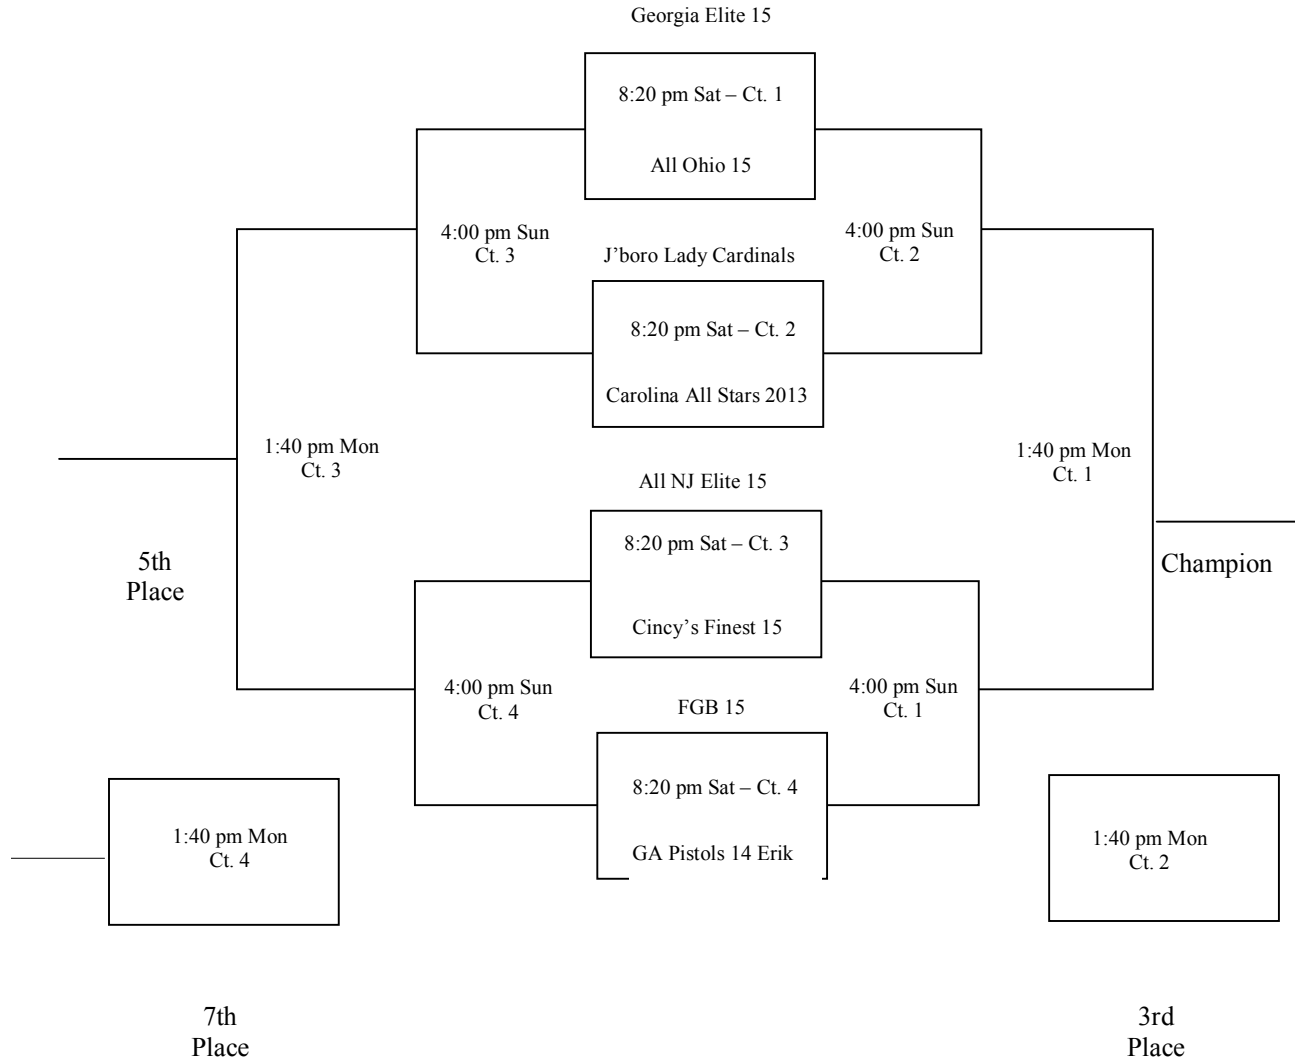 Georgia Elite 15
8:20 pm Sat – Ct. 1
All Ohio 15
4:00 pm Sun
Ct. 3
4:00 pm Sun
Ct. 2
J’boro Lady Cardinals
8:20 pm Sat – Ct. 2
Carolina All Stars 2013
1:40 pm Mon
Ct. 3
1:40 pm Mon
Ct. 1
All NJ Elite 15
8:20 pm Sat – Ct. 3
5th
Place
Champion
Cincy’s Finest 15
4:00 pm Sun
Ct. 4
4:00 pm Sun
Ct. 1
FGB 15
8:20 pm Sat – Ct. 4
GA Pistols 14 Erik
1:40 pm Mon
Ct. 4
1:40 pm Mon
Ct. 2
7th
Place
3rd
Place